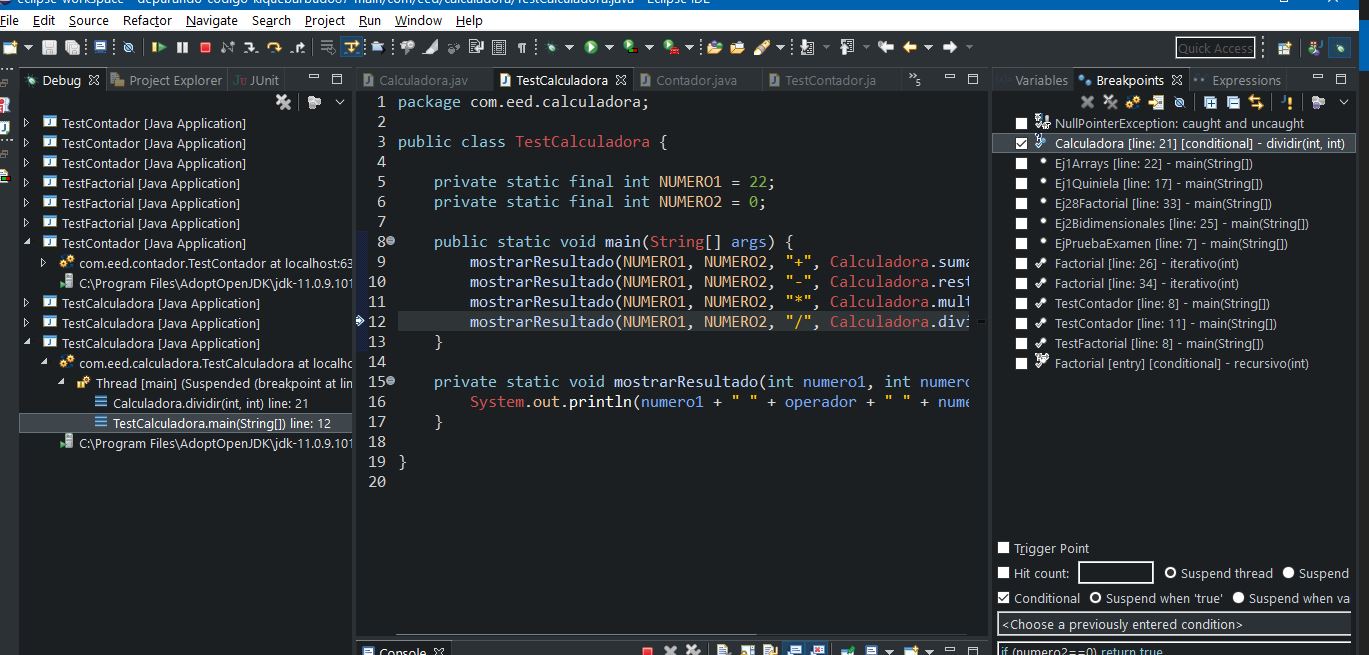 eclipse-workspace - depurando-codigo-kiquebarbudo87-main/com/eed/calculadora/TestCalculadora.java - Eclipse IDE
File Edit Source Refactor Navigate Search Project Run Window Help
Quick Access
Debug Project Explorer JUnit
TestContador [Java Application]
TestContador [Java Application]
TestContador [Java Application]
TestFactorial [Java Application]
TestFactorial [Java Application]
TestFactorial [Java Application]
TestContador [Java Application]
com.eed.contador.TestContador at localhost:63
C:\Program Files\AdoptOpenJDK\jdk-11.0.9.101
TestCalculadora [Java Application]
TestCalculadora [Java Application]
TestCalculadora [Java Application]
com.eed.calculadora.TestCalculadora at localho
Thread [main] (Suspended (breakpoint at lin
Calculadora.dividir(int, int) line: 21
TestCalculadora.main(String[]) line: 12
C:\Program Files\AdoptOpenJDK\jdk-11.0.9.101
Calculadora.jav TestCalculadora Contador.java TestContador.ja »5
1 package com.eed.calculadora;
2
3 public class TestCalculadora {
4
5 private static final int NUMERO1 = 22;
6 private static final int NUMERO2 = 0;
7
8 public static void main(String[] args) {
9 mostrarResultado(NUMERO1, NUMERO2, "+", Calculadora.suma
10 mostrarResultado(NUMERO1, NUMERO2, "-", Calculadora.rest
11 mostrarResultado(NUMERO1, NUMERO2, "*", Calculadora.mult
12 mostrarResultado(NUMERO1, NUMERO2, "/", Calculadora.divi
13 }
14
15 private static void mostrarResultado(int numero1, int numero
16 System.out.println(numero1 + " " + operador + " " + nume
17 }
18
19 }
20
Console
Variables Breakpoints Expressions
NullPointerException: caught and uncaught
Calculadora [line: 21] [conditional] - dividir(int, int)
Ej1Arrays [line: 22] - main(String[])
Ej1Quiniela [line: 17] - main(String[])
Ej28Factorial [line: 33] - main(String[])
Ej2Bidimensionales [line: 25] - main(String[])
EjPruebaExamen [line: 7] - main(String[])
Factorial [line: 26] - iterativo(int)
Factorial [line: 34] - iterativo(int)
TestContador [line: 8] - main(String[])
TestContador [line: 11] - main(String[])
TestFactorial [line: 8] - main(String[])
Factorial [entry] [conditional] - recursivo(int)
Trigger Point
Hit count: Suspend thread Suspend
Conditional Suspend when 'true' Suspend when va
<Choose a previously entered condition>
if (numero2==0) return true